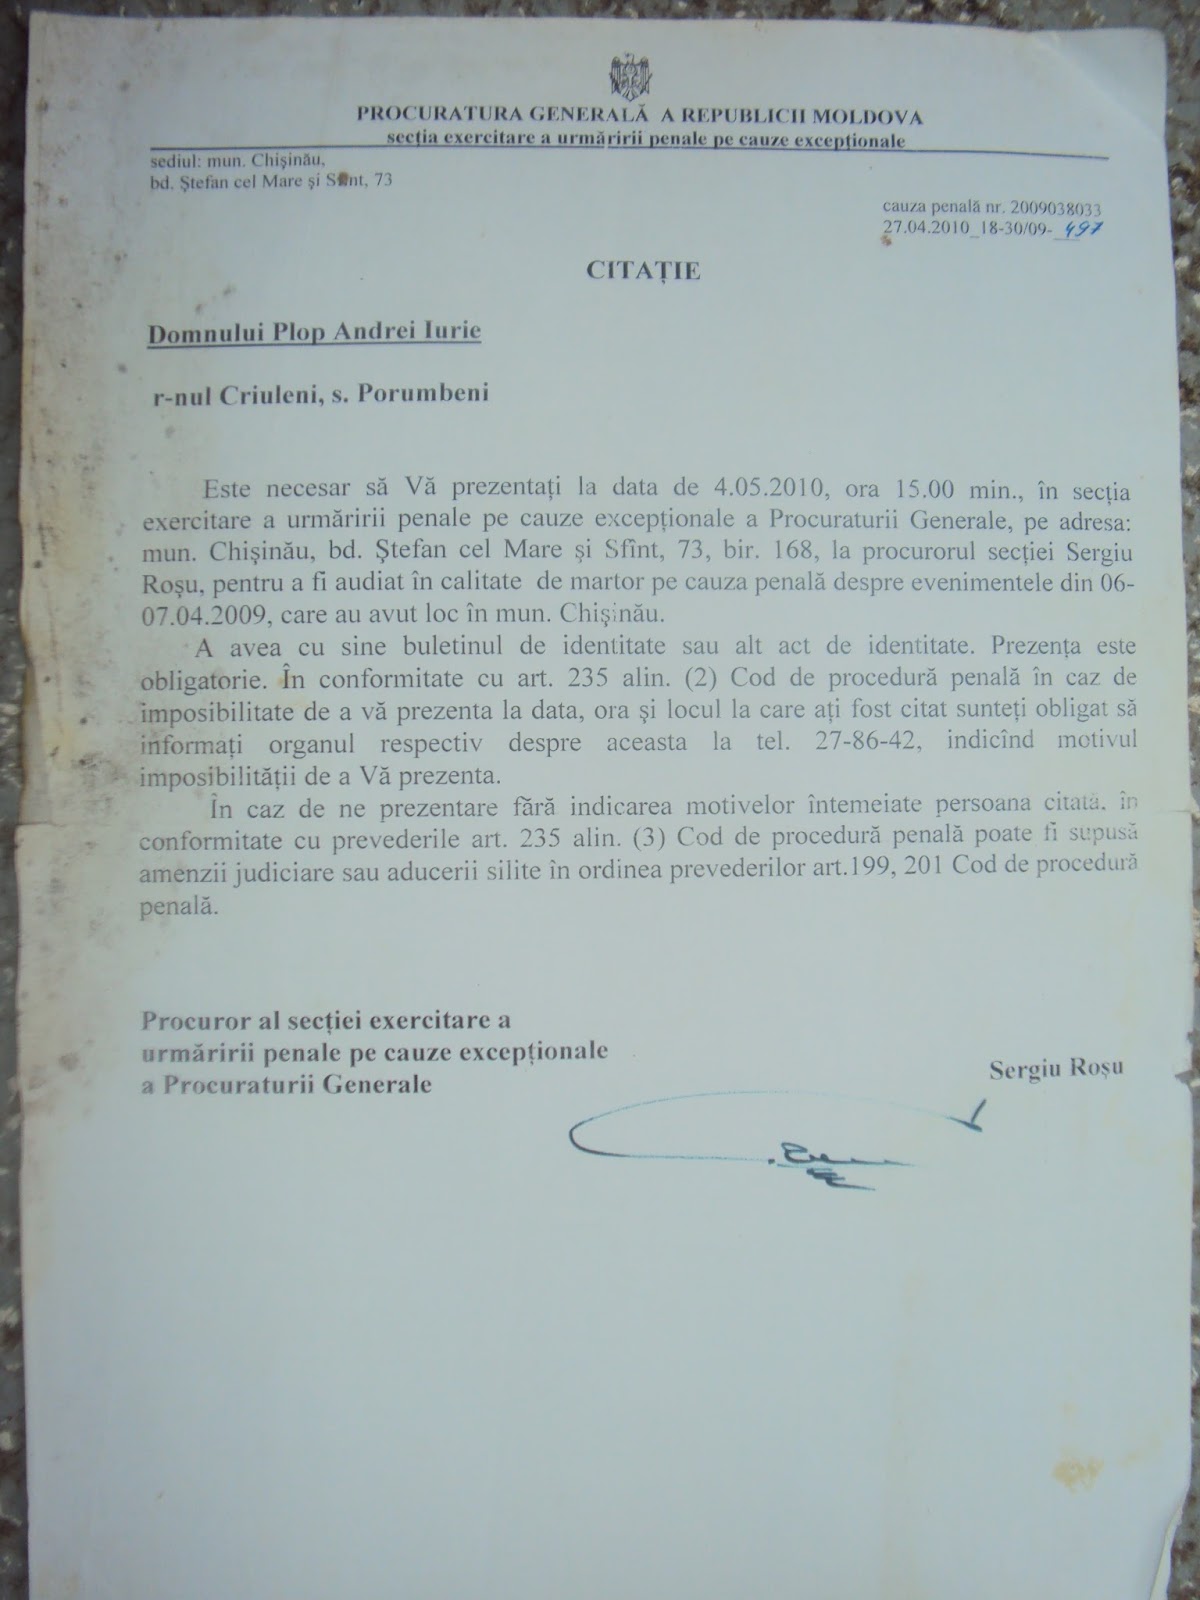 PROCURATURA GENERALĂ A REPUBLICII MOLDOVA
secția exercitare a urmăririi penale pe cauze excepționale
sediul: mun. Chișinău,
bd. Ștefan cel Mare și Sfînt, 73
cauza penală nr. 2009038033
27.04.2010_18-30/09-_497
CITAȚIE
Domnului Plop Andrei Iurie
r-nul Criuleni, s. Porumbeni
Este necesar să Vă prezentați la data de 4.05.2010, ora 15.00 min., în secția
exercitare a urmăririi penale pe cauze excepționale a Procuraturii Generale, pe adresa:
mun. Chișinău, bd. Ștefan cel Mare și Sfînt, 73, bir. 168, la procurorul secției Sergiu
Roșu, pentru a fi audiat în calitate de martor pe cauza penală despre evenimentele din 06-
07.04.2009, care au avut loc în mun. Chișinău.
A avea cu sine buletinul de identitate sau alt act de identitate. Prezența este
obligatorie. În conformitate cu art. 235 alin. (2) Cod de procedură penală în caz de
imposibilitate de a vă prezenta la data, ora și locul la care ați fost citat sunteți obligat să
informați organul respectiv despre aceasta la tel. 27-86-42, indicînd motivul
imposibilității de a Vă prezenta.
În caz de ne prezentare fără indicarea motivelor întemeiate persoana citată, în
conformitate cu prevederile art. 235 alin. (3) Cod de procedură penală poate fi supusă
amenzii judiciare sau aducerii silite în ordinea prevederilor art.199, 201 Cod de procedură
penală.
Procuror al secției exercitare a
urmăririi penale pe cauze excepționale
a Procuraturii Generale
Sergiu Roșu